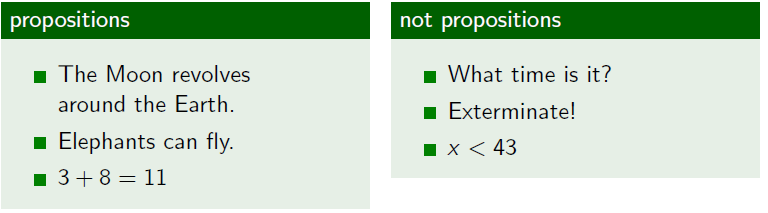 propositions
The Moon revolves
around the Earth.
Elephants can fly.
3 + 8 = 11
not propositions
What time is it?
Exterminate!
x < 43